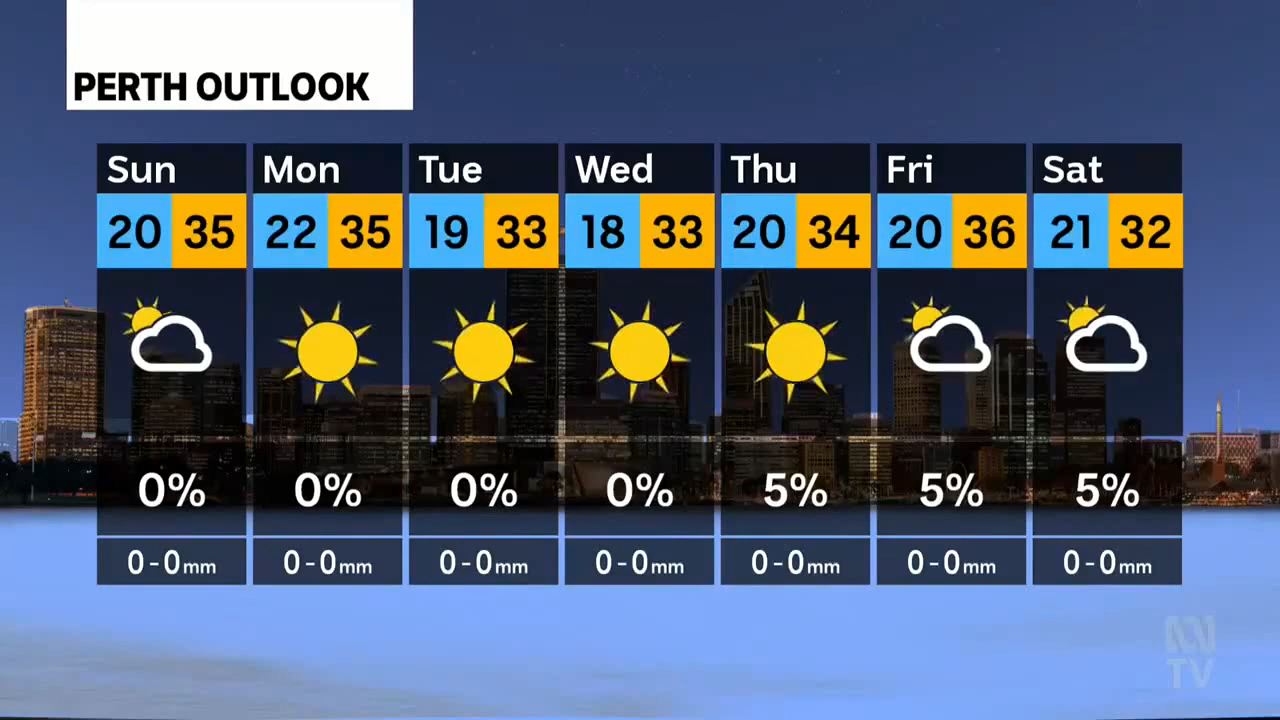 PERTH OUTLOOK
Sun Mon Tue Wed Thu Fri Sat
20 35 22 35 19 33 18 33 20 34 20 36 21 32
0% 0% 0% 0% 5% 5% 5%
0-0mm 0-0mm 0-0mm 0-0mm 0-0mm 0-0mm 0-0mm
TV